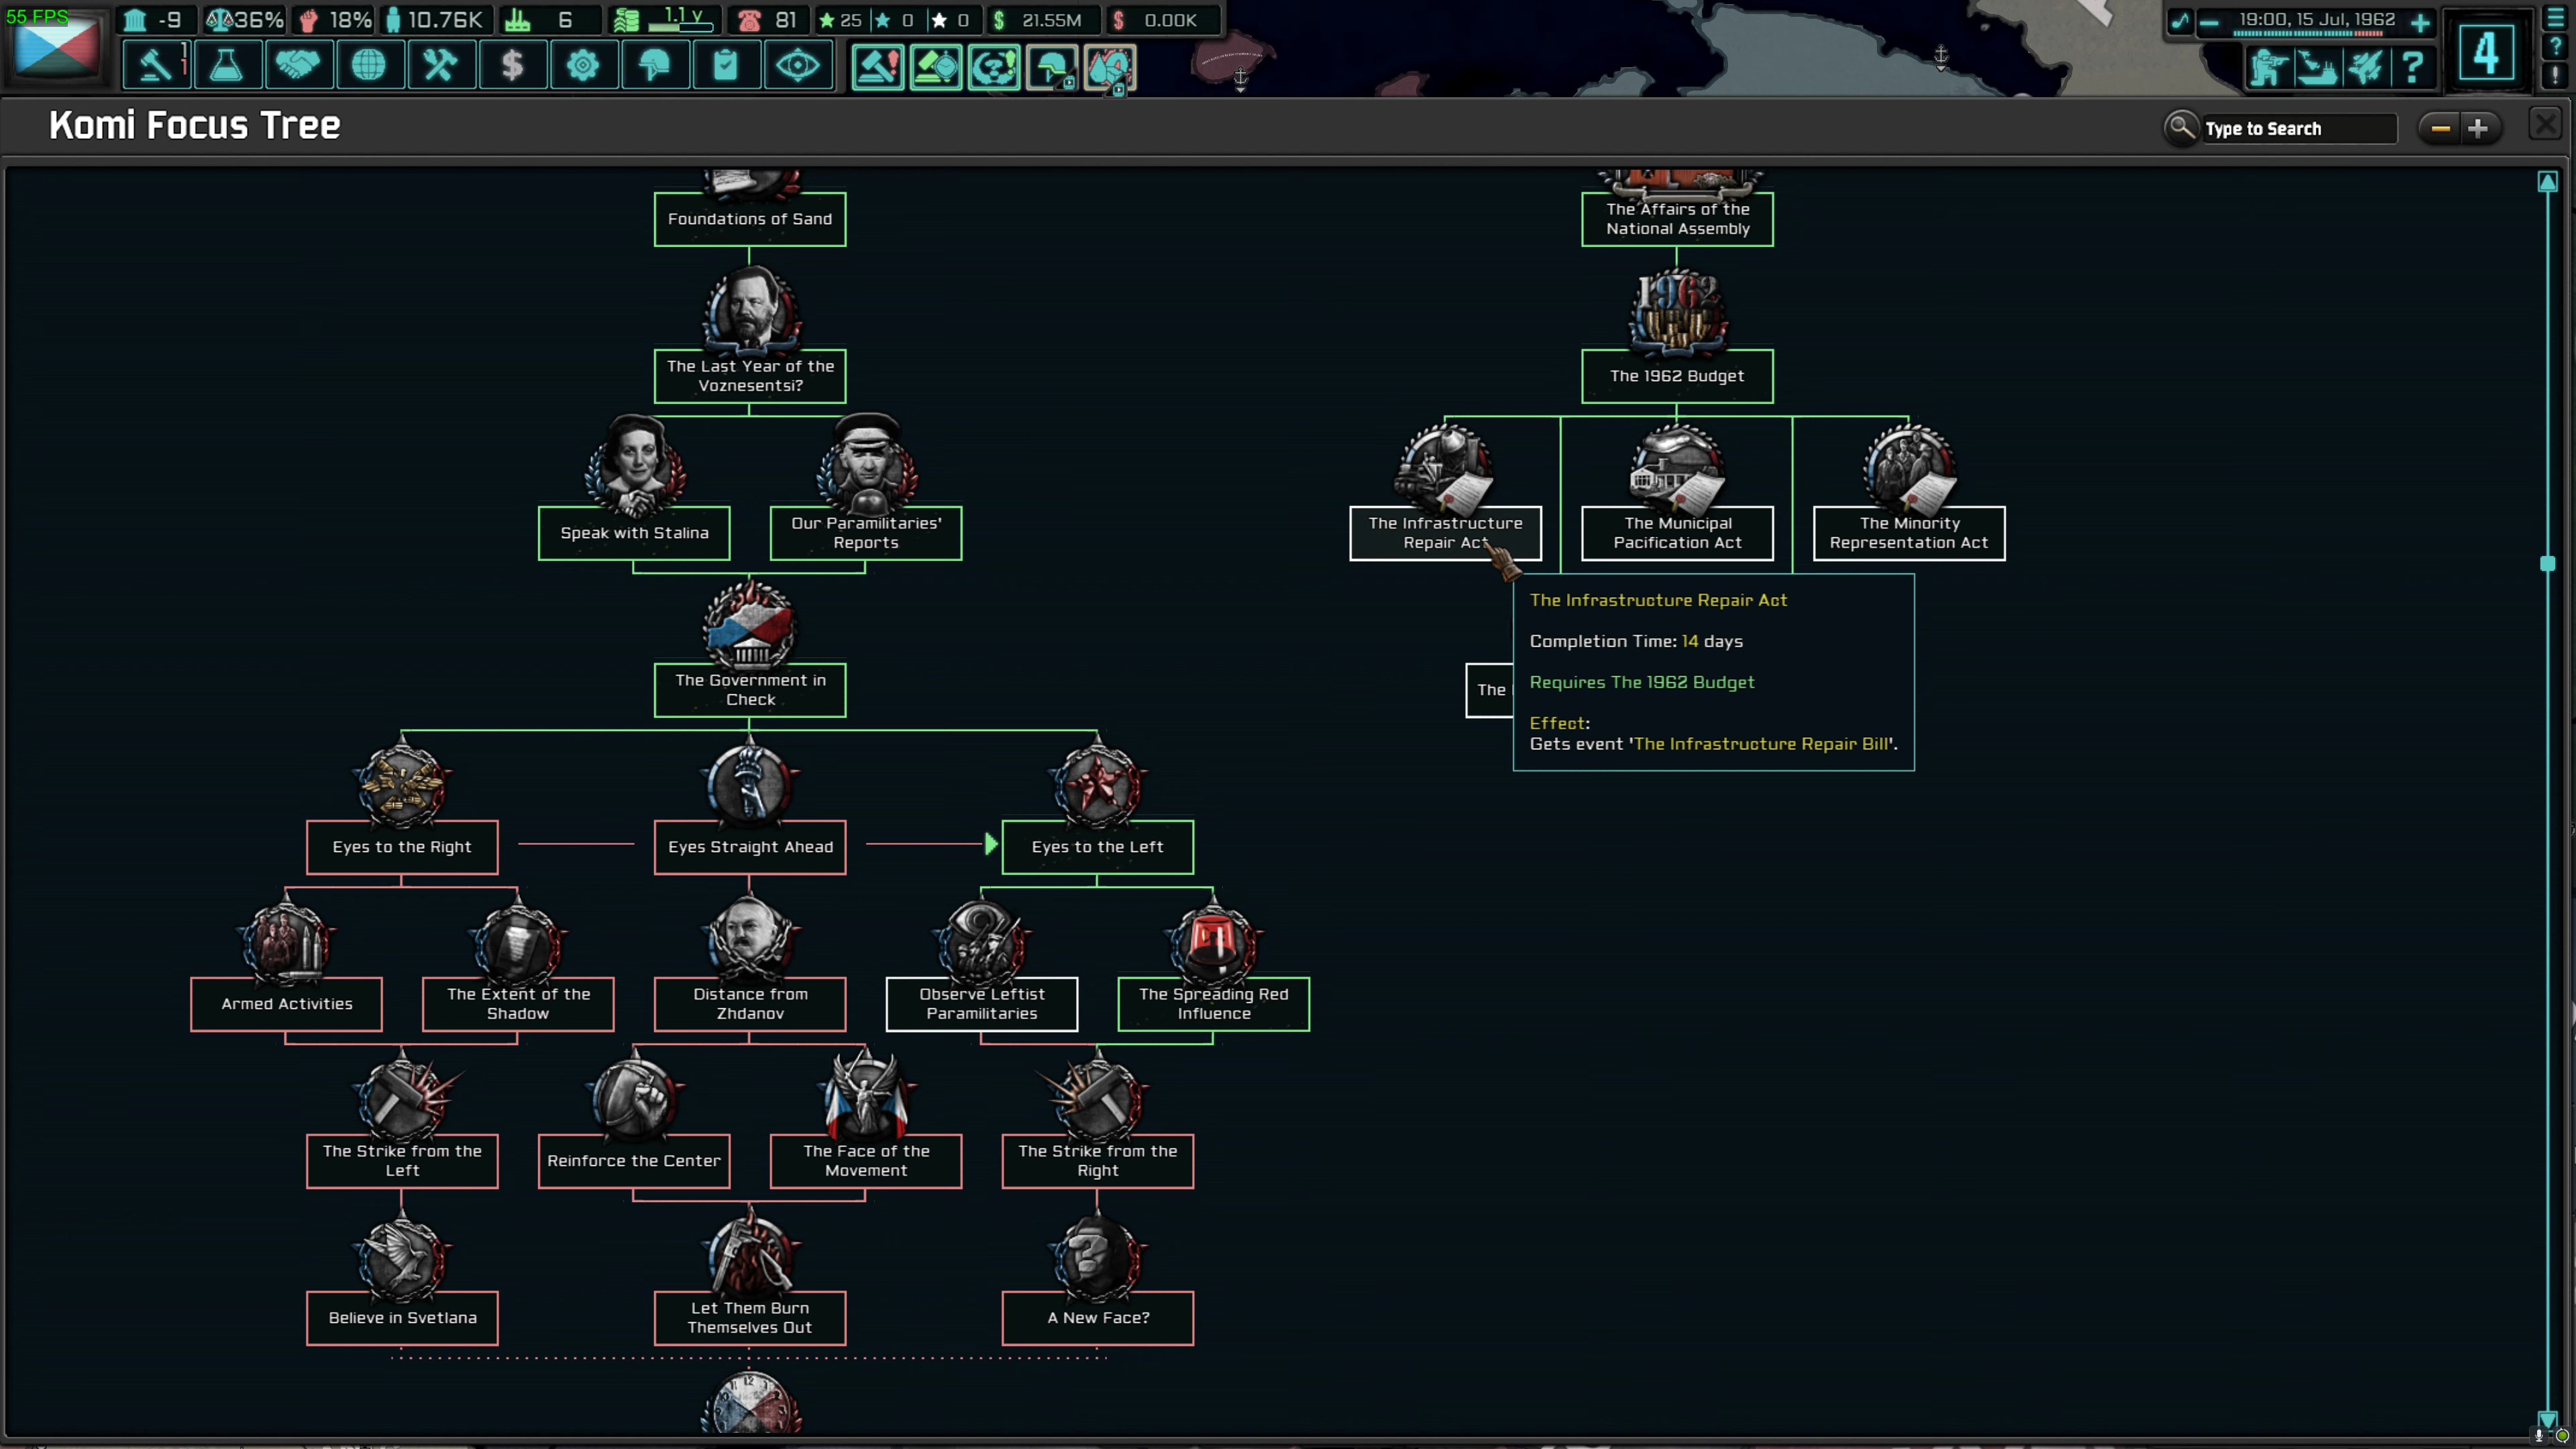 55 FPS
-9
36%
18%
10.76K
6
1.1 y
81
25
0
0
$ 21.55M
$ 0.00K
19:00, 15 Jul, 1962
4
1
1
$
?
?
!
Komi Focus Tree
Type to Search
Foundations of Sand
The Affairs of the
National Assembly
1962
The Last Year of the
Voznesentsi?
The 1962 Budget
Speak with Stalina
Our Paramilitaries'
Reports
The Infrastructure
Repair Act
The Municipal
Pacification Act
The Minority
Representation Act
The Infrastructure Repair Act
Completion Time: 14 days
Requires The 1962 Budget
Effect:
Gets event 'The Infrastructure Repair Bill'.
The Government in
Check
The
Eyes to the Right
Eyes Straight Ahead
Eyes to the Left
Armed Activities
The Extent of the
Shadow
Distance from
Zhdanov
Observe Leftist
Paramilitaries
The Spreading Red
Influence
The Strike from the
Left
Reinforce the Center
The Face of the
Movement
The Strike from the
Right
Believe in Svetlana
Let Them Burn
Themselves Out
A New Face?